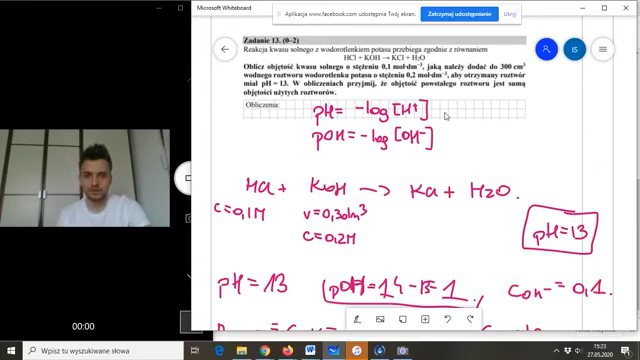 Microsoft Whiteboard
Aplikacja www.facebook.com udostępnia Twój ekran.
Zatrzymaj udostępnianie
Ukryj
Zadanie 13. (0–2)
Reakcja kwasu solnego z wodorotlenkiem potasu przebiega zgodnie z równaniem
HCl + KOH → KCl + H2O
Oblicz objętość kwasu solnego o stężeniu 0,1 mol·dm⁻³, jaką należy dodać do 300 cm³
wodnego roztworu wodorotlenku potasu o stężeniu 0,2 mol·dm⁻³, aby otrzymany roztwór
miał pH = 13. W obliczeniach przyjmij, że objętość powstałego roztworu jest sumą
objętości użytych roztworów.
Obliczenia:
pH = -log [H+]
pOH = -log [OH-]
IS
HCl + KOH → KCl + H2O.
c = 0,1M
v = 0,3dm³
c = 0,2M
pH = 13
pH = 13
pOH = 14 - 13 = 1
COH- = 0,1.
00:00
Wpisz tu wyszukiwane słowa
15:23
27.05.2020